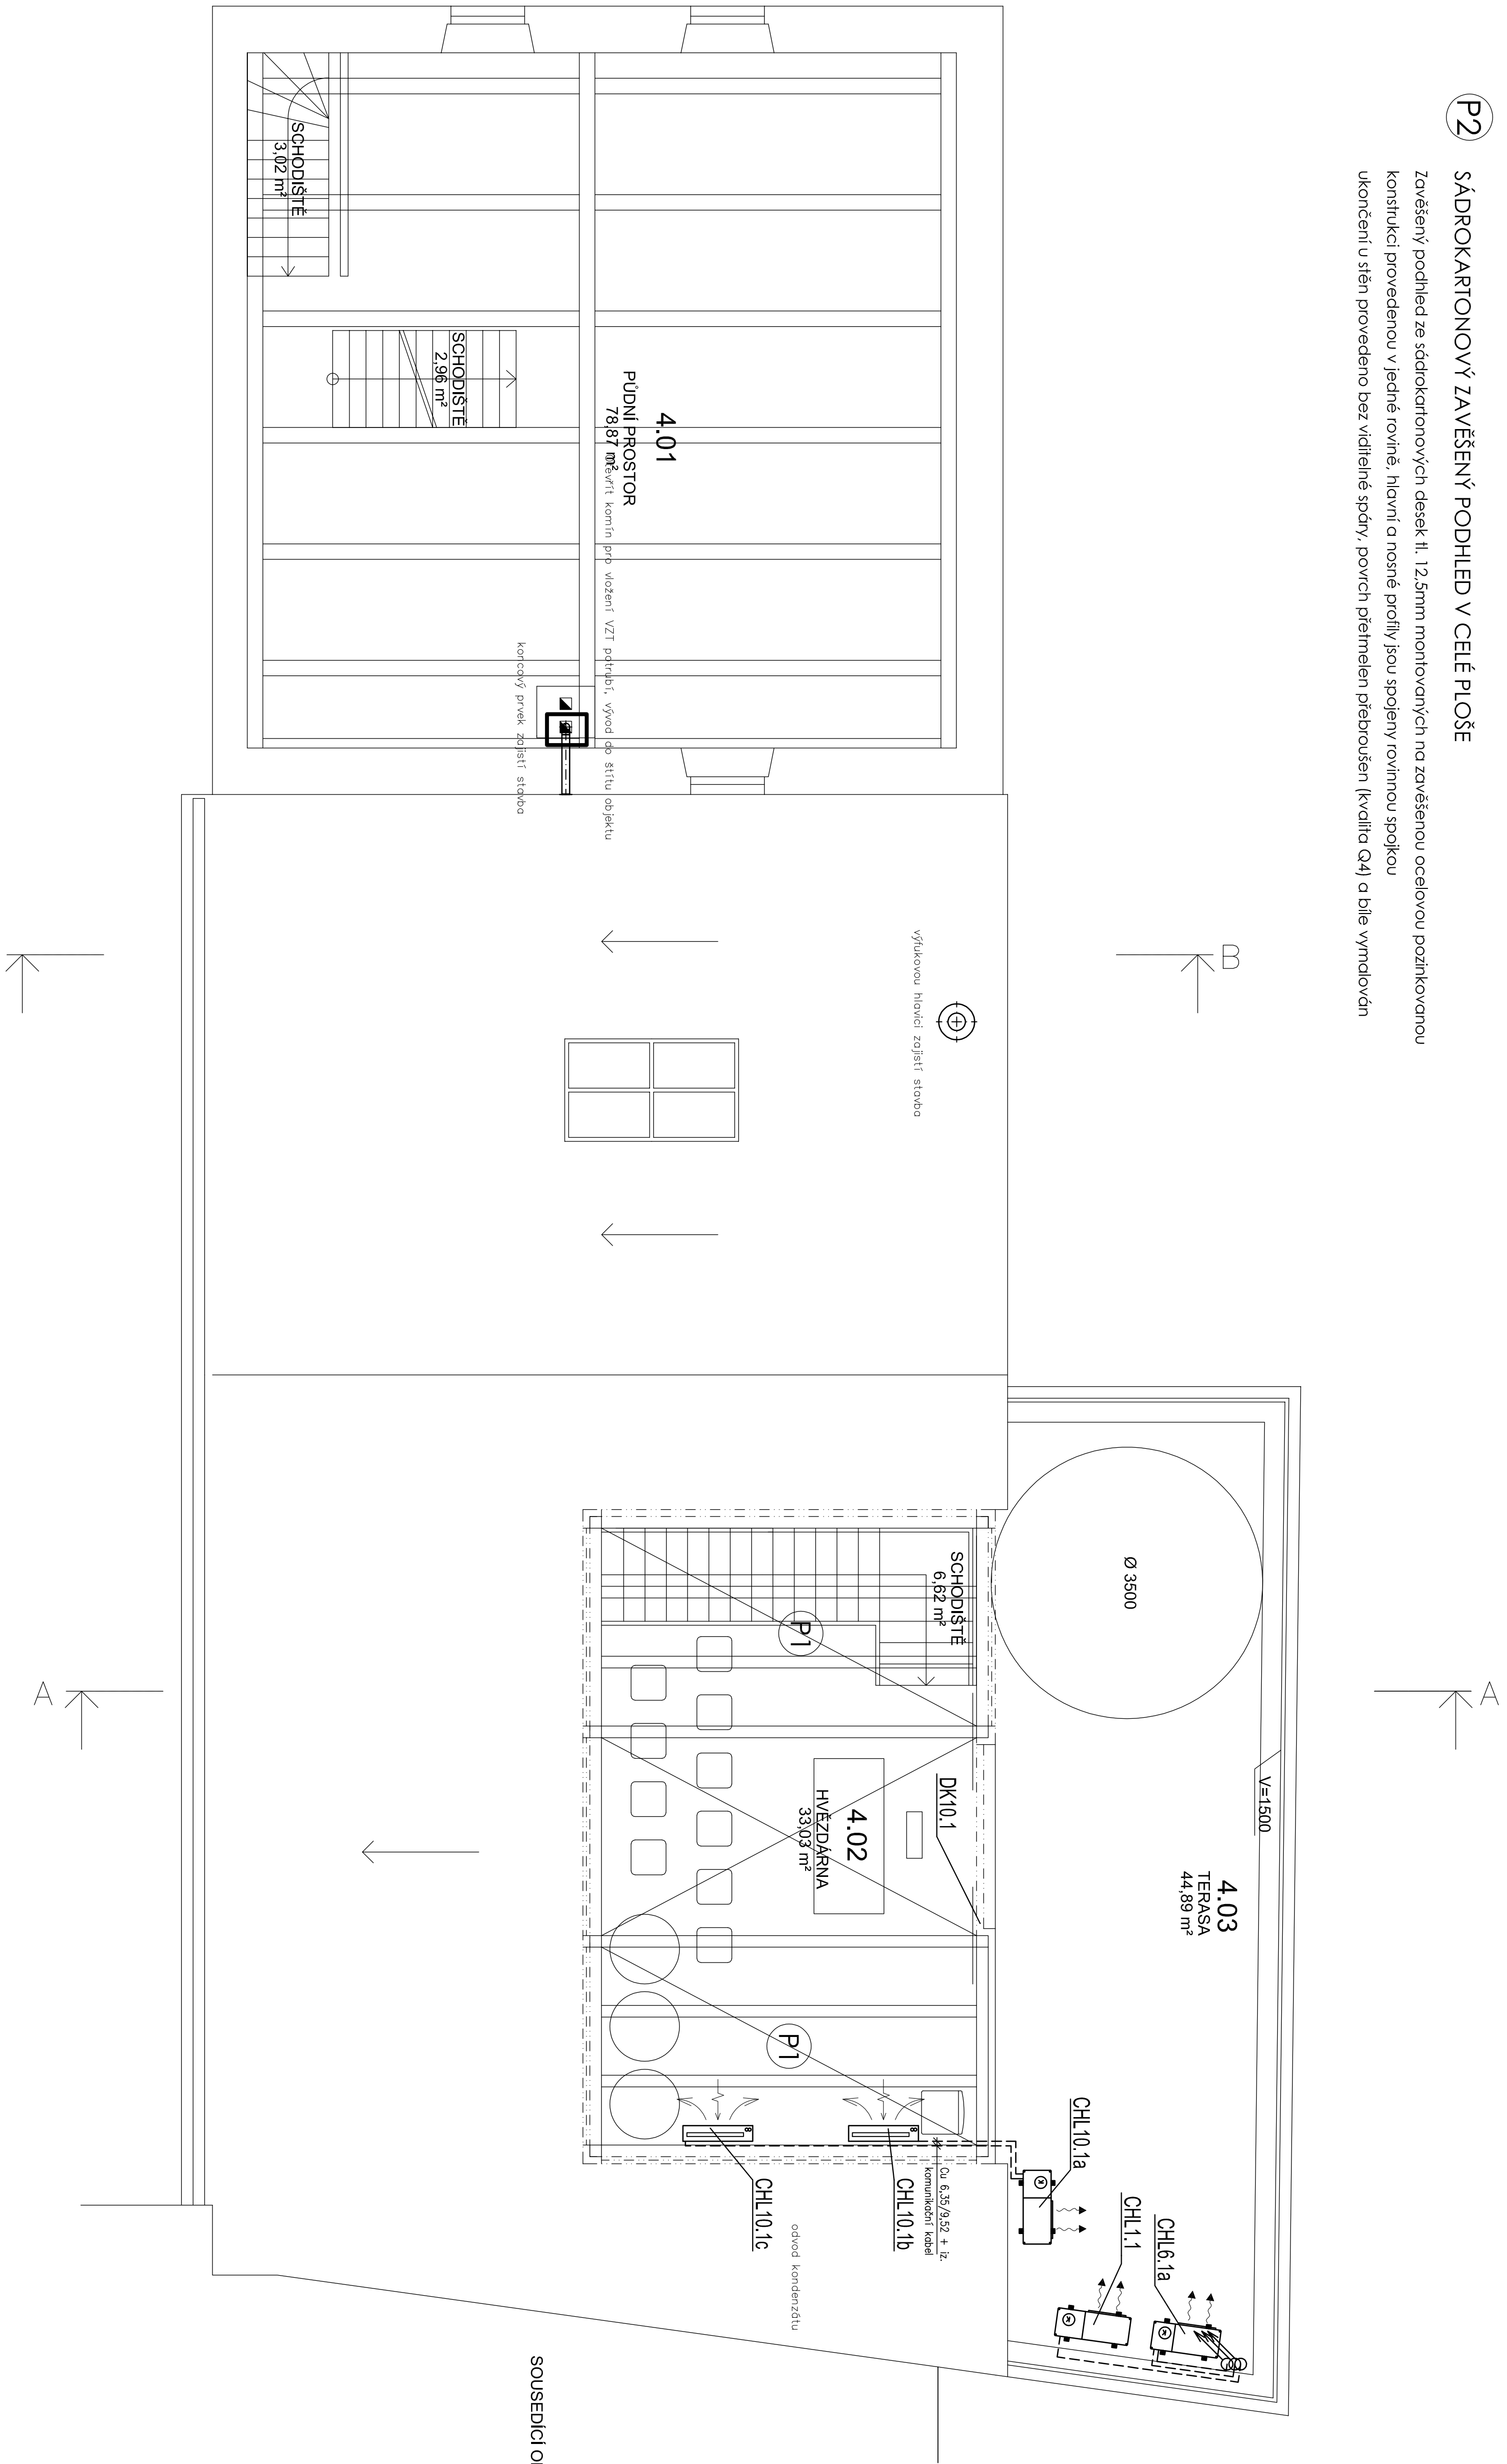 P2
SÁDROKARTONOVÝ ZAVĚŠENÝ PODHLED V CELÉ PLOŠE
Zavěšený podhled ze sádrokartonových desek tl. 12,5mm montovaných na zavěšenou ocelovou pozinkovanou
konstrukci provedenou v jedné rovině, hlavní a nosné profily jsou spojeny rovinnou spojkou
ukončení u stěn provedeno bez viditelné spáry, povrch přetmelen přebroušen (kvalita Q4) a bíle vymalován
SCHODIŠTĚ
3,02 m²
SCHODIŠTĚ
2,96 m²
4.01
PŮDNÍ PROSTOR
78,87 m²
otevřít komín pro vložení VZT potrubí, vývod do štítu objektu
koncový prvek zajistí stavba
B
výfukovou hlavici zajistí stavba
Ø 3500
SCHODIŠTĚ
6,62 m²
P1
A
A
V=1500
DK10.1
4.02
HVĚZDÁRNA
33,03 m²
4.03
TERASA
44,89 m²
P1
CHL10.1a
CHL1.1
CHL6.1a
Cu 6,35/9,52 + iz.
komunikační kabel
CHL10.1b
CHL10.1c
odvod kondenzátu
SOUSEDÍCÍ